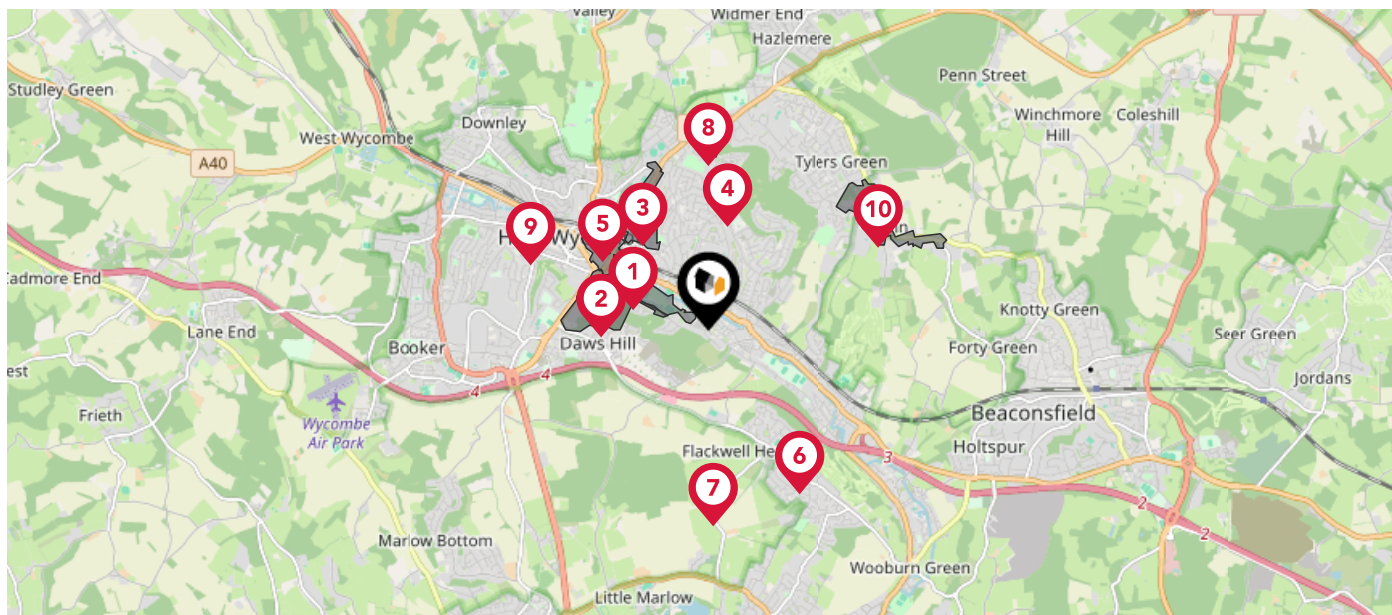 Valley
Widmer End
Hazlemere
Studley Green
Penn Street
Winchmore
Hill
Coleshill
Downley
8
West Wycombe
A40
Tylers Green
4
3
10
5
9
1
2
Cadmore End
Knotty Green
Lane End
Daws Hill
Booker
Forty Green
Seer Green
4
4
Jordans
Frieth
Wycombe
Air Park
Beaconsfield
Holtspur
Flackwell He
6
3
7
2
2
Marlow Bottom
Wooburn Green
Little Marlow